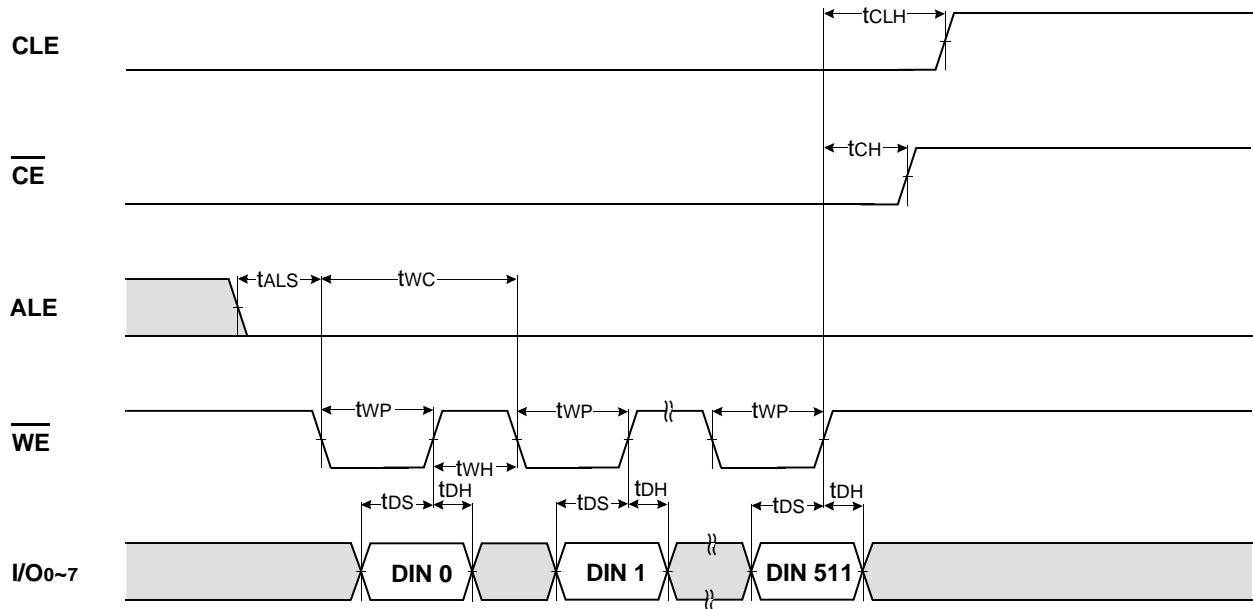 CLE
tCLH
CE
tCH
ALE
tALS
tWC
WE
tWP
tWP
tWP
tWH
tDS
tDH
tDS
tDH
tDS
tDH
I/O0~7
DIN 0
DIN 1
DIN 511